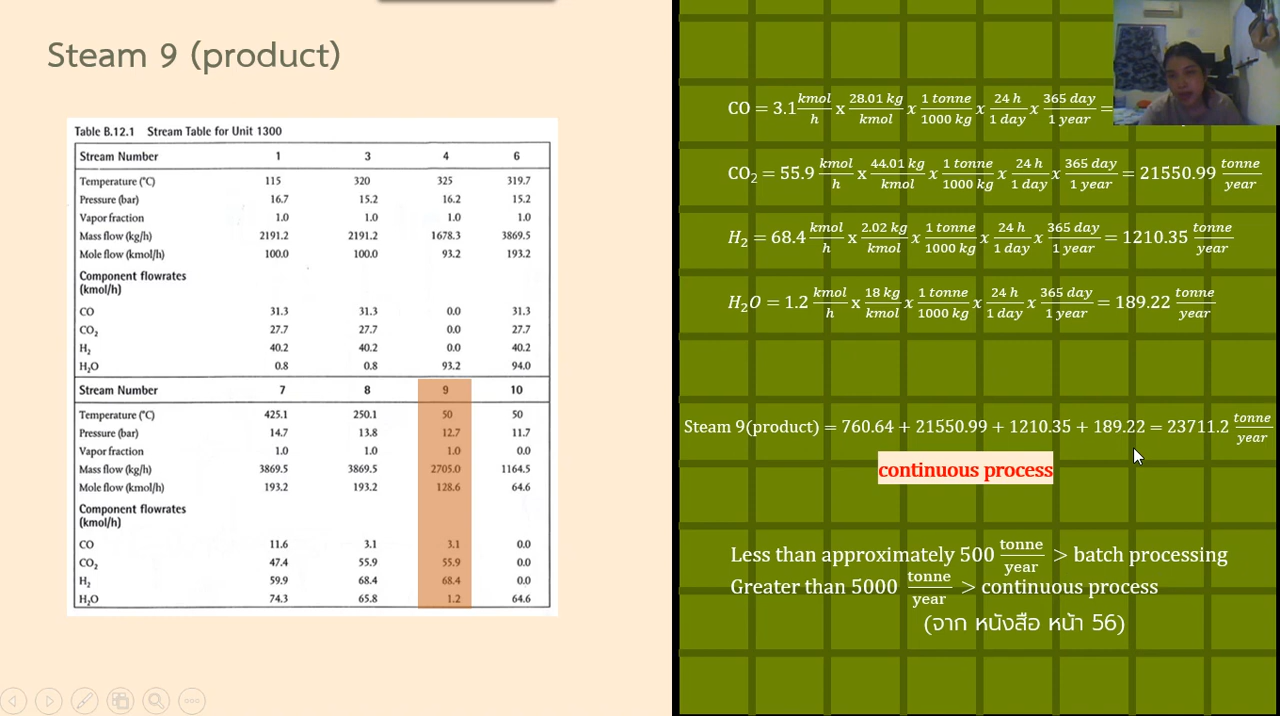 Steam 9 (product)
Table B.12.1 Stream Table for Unit 1300
Stream Number 1 3 4 6
Temperature (°C) 115 320 325 319.7
Pressure (bar) 16.7 15.2 16.2 15.2
Vapor fraction 1.0 1.0 1.0 1.0
Mass flow (kg/h) 2191.2 2191.2 1678.3 3869.5
Mole flow (kmol/h) 100.0 100.0 93.2 193.2
Component flowrates
(kmol/h)
CO 31.3 31.3 0.0 31.3
CO₂ 27.7 27.7 0.0 27.7
H₂ 40.2 40.2 0.0 40.2
H₂O 0.8 0.8 93.2 94.0
Stream Number 7 8 9 10
Temperature (°C) 425.1 250.1 50 50
Pressure (bar) 14.7 13.8 12.7 11.7
Vapor fraction 1.0 1.0 1.0 0.0
Mass flow (kg/h) 3869.5 3869.5 2705.0 1164.5
Mole flow (kmol/h) 193.2 193.2 128.6 64.6
Component flowrates
(kmol/h)
CO 11.6 3.1 3.1 0.0
CO₂ 47.4 55.9 55.9 0.0
H₂ 59.9 68.4 68.4 0.0
H₂O 74.3 65.8 1.2 64.6
CO = 3.1 kmol/h x 28.01 kg/kmol x 1 tonne/1000 kg x 24 h/1 day x 365 day/1 year =
CO₂ = 55.9 kmol/h x 44.01 kg/kmol x 1 tonne/1000 kg x 24 h/1 day x 365 day/1 year = 21550.99 tonne/year
H₂ = 68.4 kmol/h x 2.02 kg/kmol x 1 tonne/1000 kg x 24 h/1 day x 365 day/1 year = 1210.35 tonne/year
H₂O = 1.2 kmol/h x 18 kg/kmol x 1 tonne/1000 kg x 24 h/1 day x 365 day/1 year = 189.22 tonne/year
Steam 9(product) = 760.64 + 21550.99 + 1210.35 + 189.22 = 23711.2 tonne/year
continuous process
Less than approximately 500 tonne/year > batch processing
Greater than 5000 tonne/year > continuous process
(จาก หนังสือ หน้า 56)